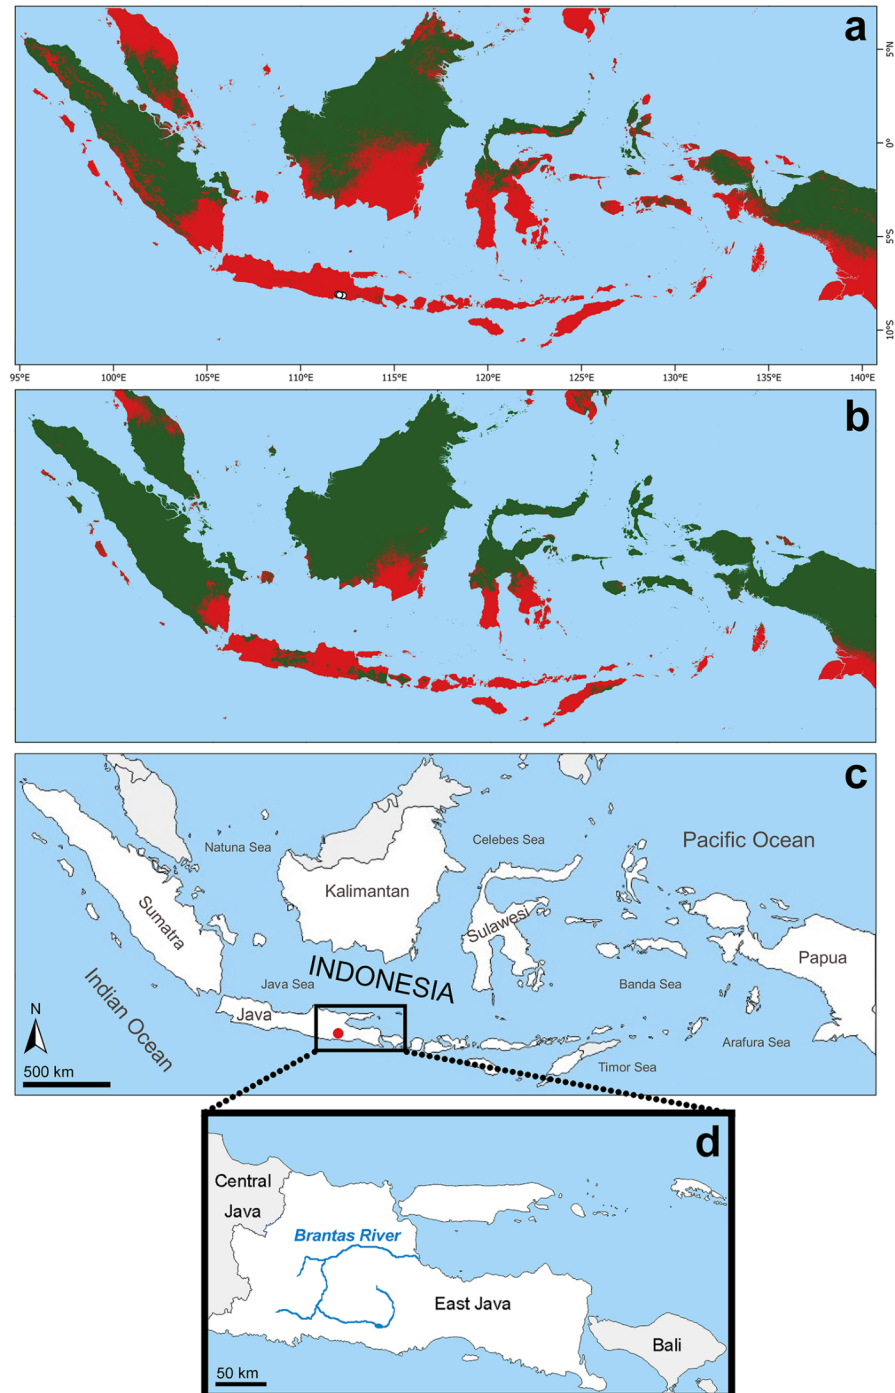 a
5°N
0°
5°S
10°S
95°E
100°E
105°E
110°E
115°E
120°E
125°E
130°E
135°E
140°E
b
c
Natuna Sea
Celebes Sea
Pacific Ocean
Kalimantan
Sumatra
Sulawesi
Papua
INDONESIA
Java Sea
Banda Sea
Indian Ocean
Java
N
Arafura Sea
Timor Sea
500 km
d
Central
Java
Brantas River
East Java
Bali
50 km